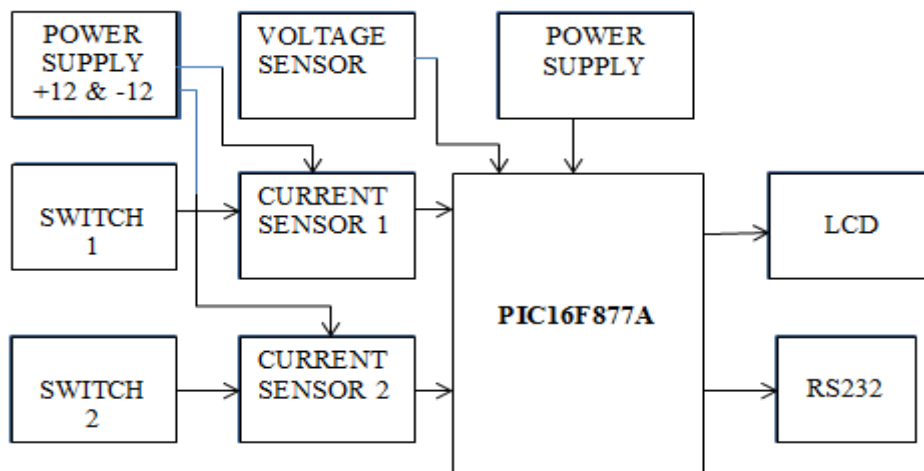 POWER
SUPPLY
+12 & -12
VOLTAGE
SENSOR
POWER
SUPPLY
SWITCH
1
CURRENT
SENSOR 1
LCD
PIC16F877A
SWITCH
2
CURRENT
SENSOR 2
RS232